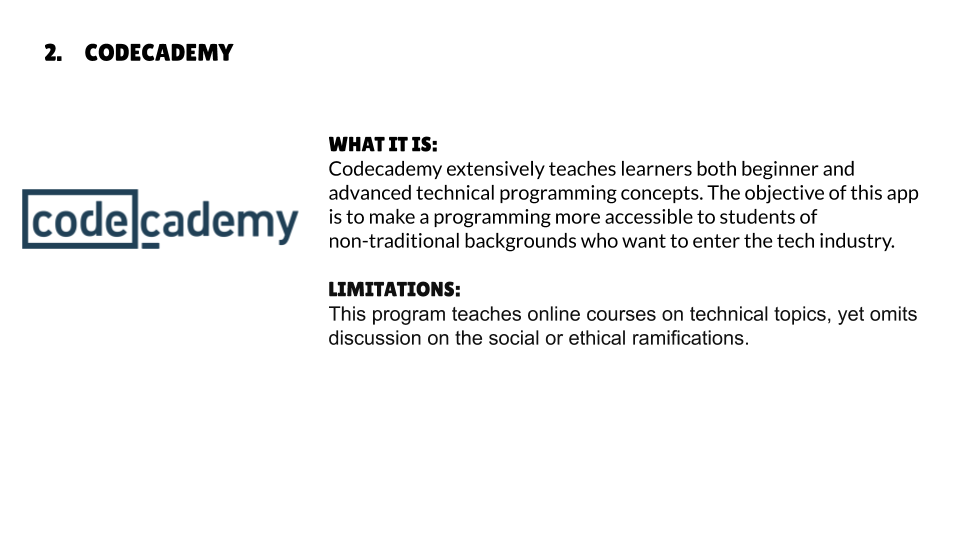 2. CODECADEMY
codecademy
WHAT IT IS:
Codecademy extensively teaches learners both beginner and
advanced technical programming concepts. The objective of this app
is to make a programming more accessible to students of
non-traditional backgrounds who want to enter the tech industry.
LIMITATIONS:
This program teaches online courses on technical topics, yet omits
discussion on the social or ethical ramifications.